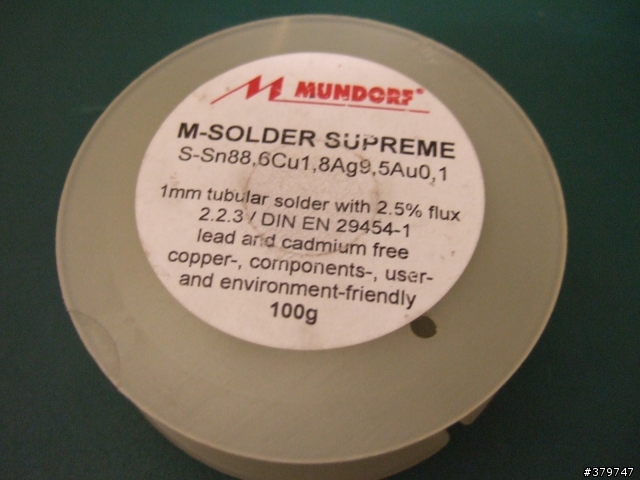 MUNDORF®
M-SOLDER SUPREME
S-Sn88,6Cu1,8Ag9,5Au0,1
1mm tubular solder with 2.5% flux
2.2.3 / DIN EN 29454-1
lead and cadmium free
copper-, components-, user-
and environment-friendly
100g
#379747